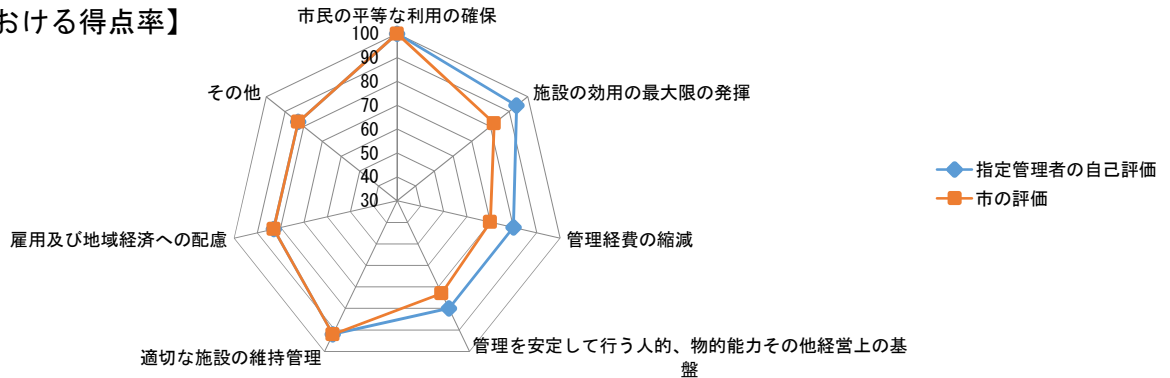 おける得点率】
市民の平等な利用の確保
100
90
80
70
60
50
40
30
施設の効用の最大限の発揮
管理経費の縮減
管理を安定して行う人的、物的能力その他経営上の基
盤
適切な施設の維持管理
雇用及び地域経済への配慮
その他
指定管理者の自己評価
市の評価